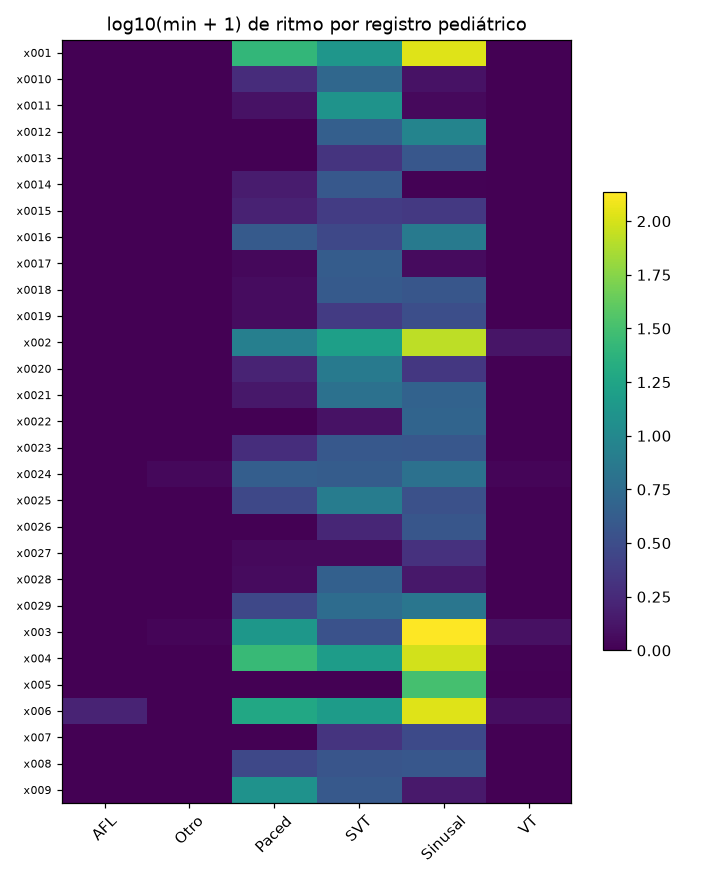 log10(min + 1) de ritmo por registro pediátrico
x001
x0010
x0011
x0012
x0013
x0014
x0015
x0016
x0017
x0018
x0019
x002
x0020
x0021
x0022
x0023
x0024
x0025
x0026
x0027
x0028
x0029
x003
x004
x005
x006
x007
x008
x009
AFL
Otro
Paced
SVT
Sinusal
VT
2.00
1.75
1.50
1.25
1.00
0.75
0.50
0.25
0.00